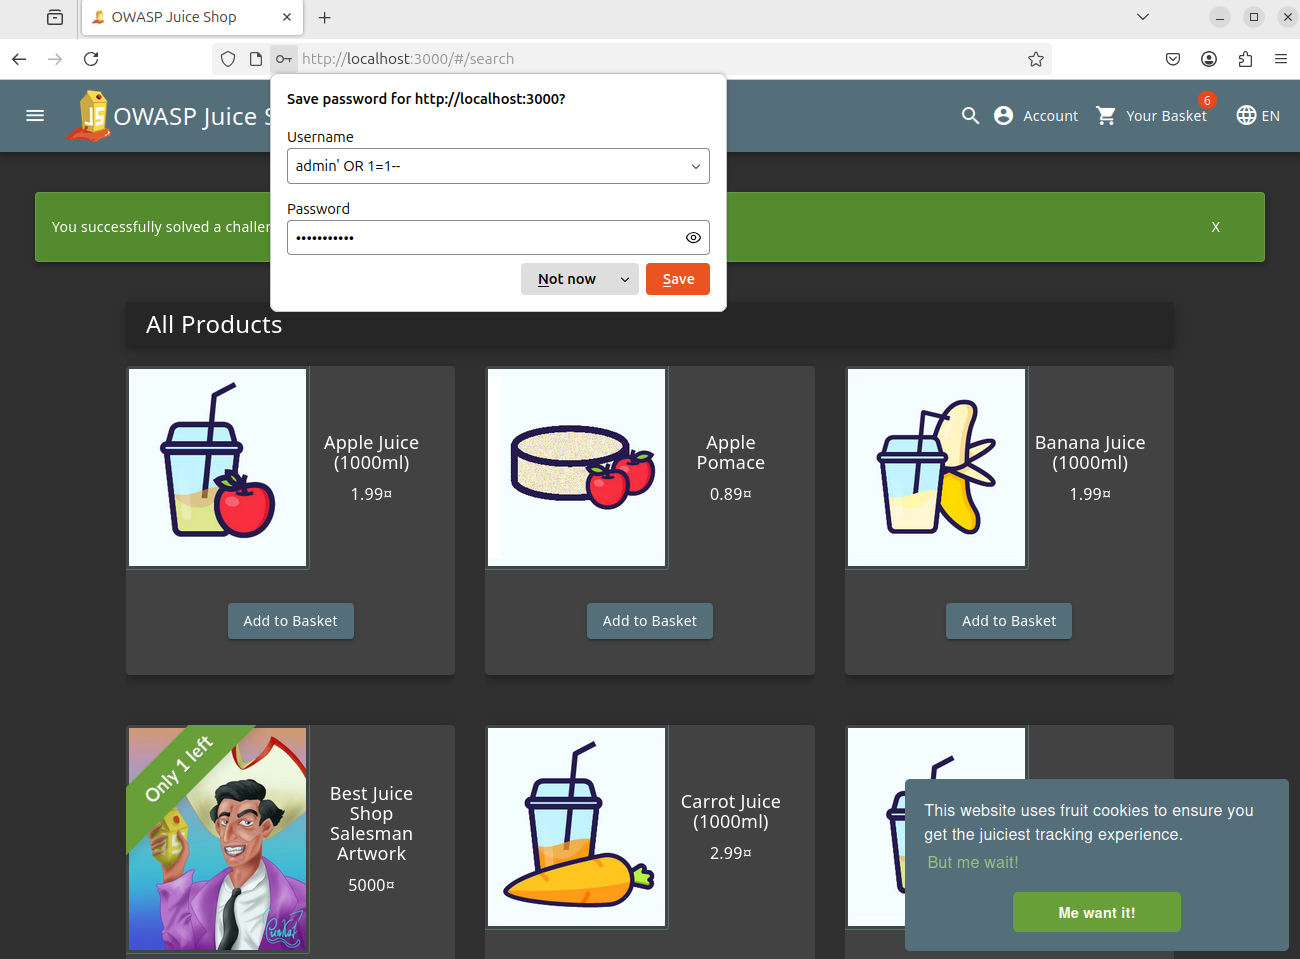 OWASP Juice Shop
http://localhost:3000/#/search
Save password for http://localhost:3000?
Username
admin' OR 1=1--
Password
Not now
Save
OWASP Juice S
Account
Your Basket
6
EN
You successfully solved a challen
X
All Products
Apple Juice
(1000ml)
1.99¤
Add to Basket
Apple
Pomace
0.89¤
Add to Basket
Banana Juice
(1000ml)
1.99¤
Add to Basket
Only 1 left
Best Juice
Shop
Salesman
Artwork
5000¤
Carrot Juice
(1000ml)
2.99¤
This website uses fruit cookies to ensure you
get the juiciest tracking experience.
But me wait!
Me want it!